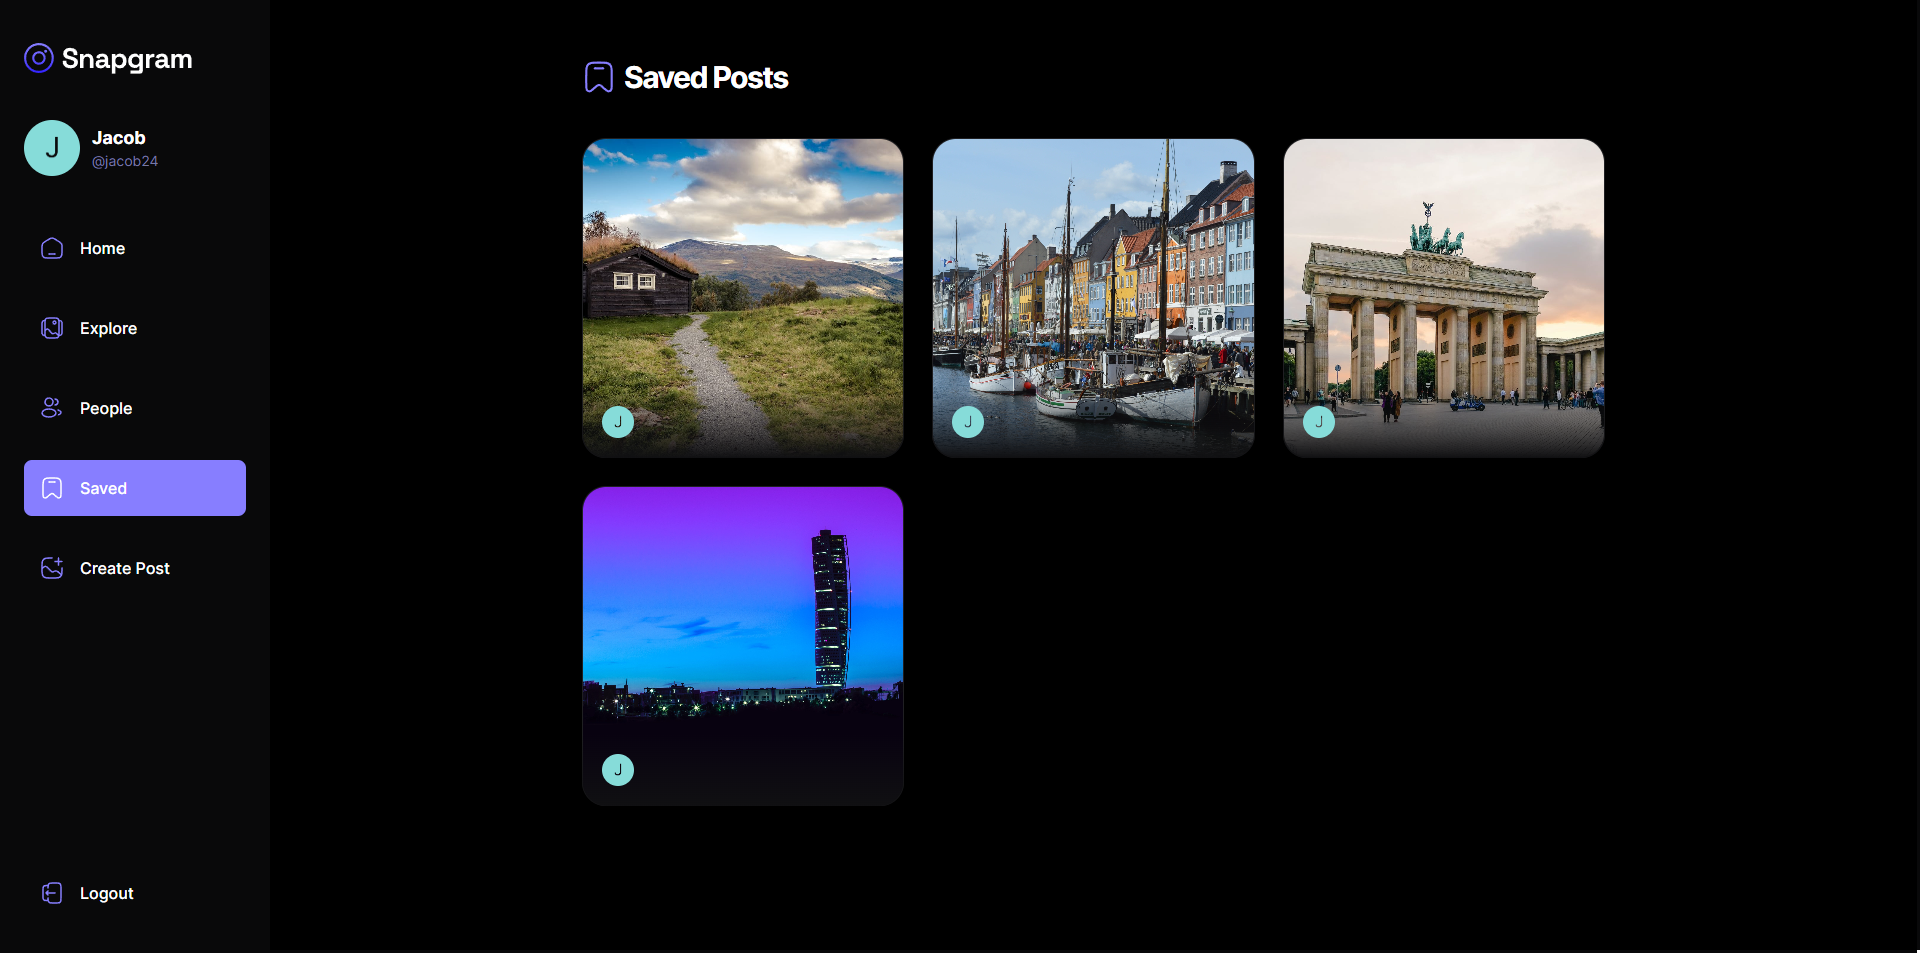 Snapgram
J
Jacob
@jacob24
Home
Explore
People
Saved
Create Post
Logout
Saved Posts
J
J
J
J